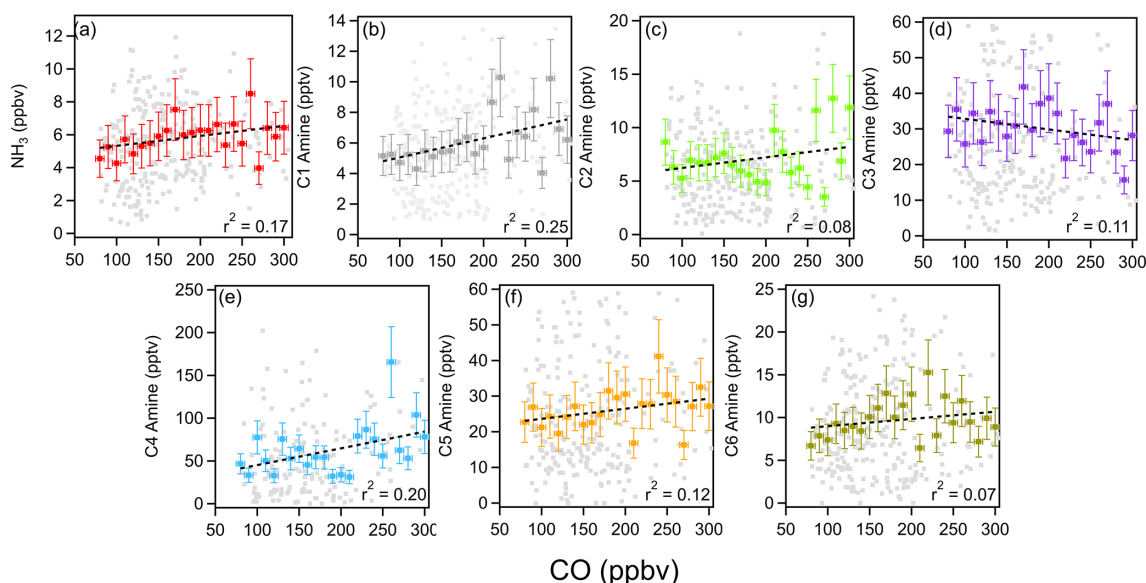 (a)
NH3 (ppbv)
12
10
8
6
4
2
0
r2 = 0.17
50 100 150 200 250 300
(b)
C1 Amine (pptv)
14
12
10
8
6
4
2
0
r2 = 0.25
50 100 150 200 250 300
(c)
C2 Amine (pptv)
20
15
10
5
0
r2 = 0.08
50 100 150 200 250 300
(d)
C3 Amine (pptv)
60
50
40
30
20
10
0
r2 = 0.11
50 100 150 200 250 300
(e)
C4 Amine (pptv)
250
200
150
100
50
0
r2 = 0.20
50 100 150 200 250 300
(f)
C5 Amine (pptv)
60
50
40
30
20
10
0
r2 = 0.12
50 100 150 200 250 300
(g)
C6 Amine (pptv)
25
20
15
10
5
0
r2 = 0.07
50 100 150 200 250 300
CO (ppbv)